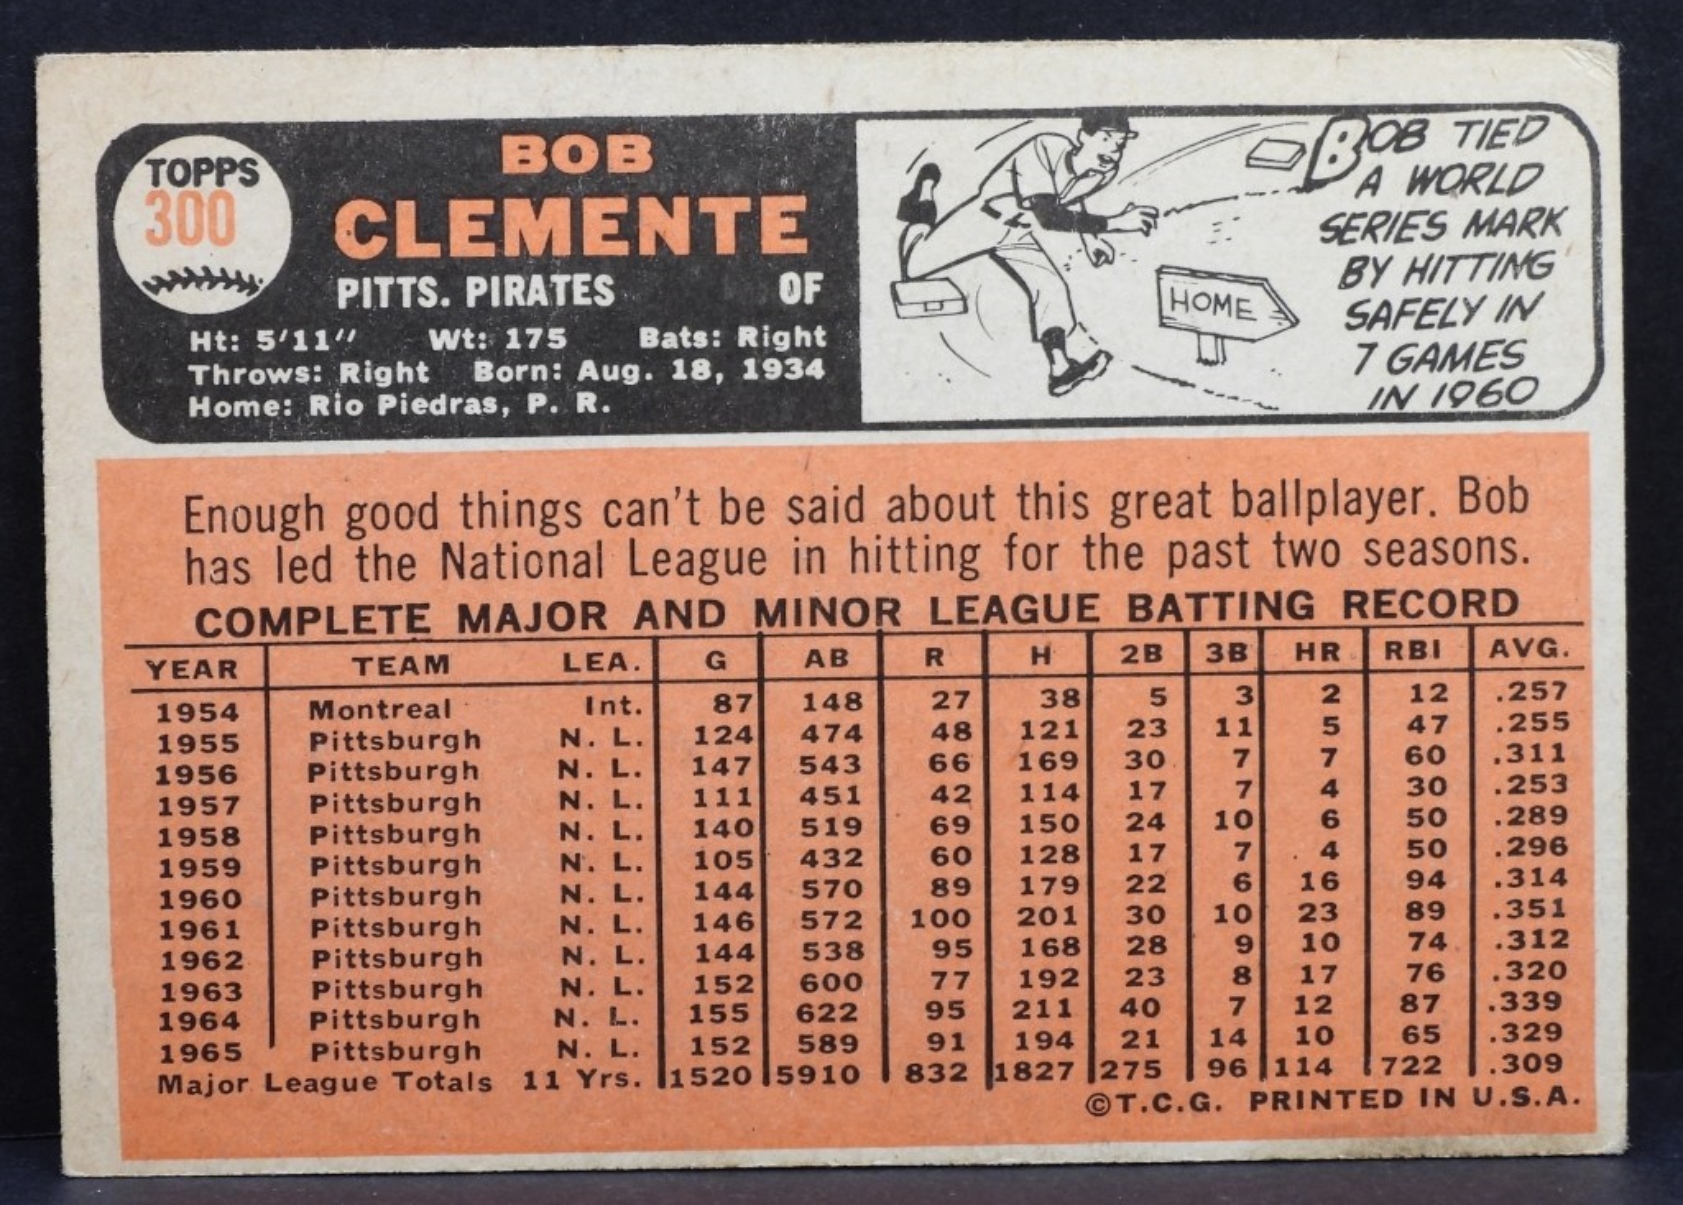 TOPPS
300
BOB
CLEMENTE
PITTS. PIRATES OF
Ht: 5'11" Wt: 175 Bats: Right
Throws: Right Born: Aug. 18, 1934
Home: Rio Piedras, P. R.
HOME
BOB TIED
A WORLD
SERIES MARK
BY HITTING
SAFELY IN
7 GAMES
IN 1960
Enough good things can't be said about this great ballplayer. Bob
has led the National League in hitting for the past two seasons.
COMPLETE MAJOR AND MINOR LEAGUE BATTING RECORD
YEAR TEAM LEA. G AB R H 2B 3B HR RBI AVG.
1954 Montreal Int. 87 148 27 38 5 3 2 12 .257
1955 Pittsburgh N. L. 124 474 48 121 23 11 5 47 .255
1956 Pittsburgh N. L. 147 543 66 169 30 7 7 60 .311
1957 Pittsburgh N. L. 111 451 42 114 17 7 4 30 .253
1958 Pittsburgh N. L. 140 519 69 150 24 10 6 50 .289
1959 Pittsburgh N. L. 105 432 60 128 17 7 4 50 .296
1960 Pittsburgh N. L. 144 570 89 179 22 6 16 94 .314
1961 Pittsburgh N. L. 146 572 100 201 30 10 23 89 .351
1962 Pittsburgh N. L. 144 538 95 168 28 9 10 74 .312
1963 Pittsburgh N. L. 152 600 77 192 23 8 17 76 .320
1964 Pittsburgh N. L. 155 622 95 211 40 7 12 87 .339
1965 Pittsburgh N. L. 152 589 91 194 21 14 10 65 .329
Major League Totals 11 Yrs. 1520 5910 832 1827 275 96 114 722 .309
©T.C.G. PRINTED IN U.S.A.